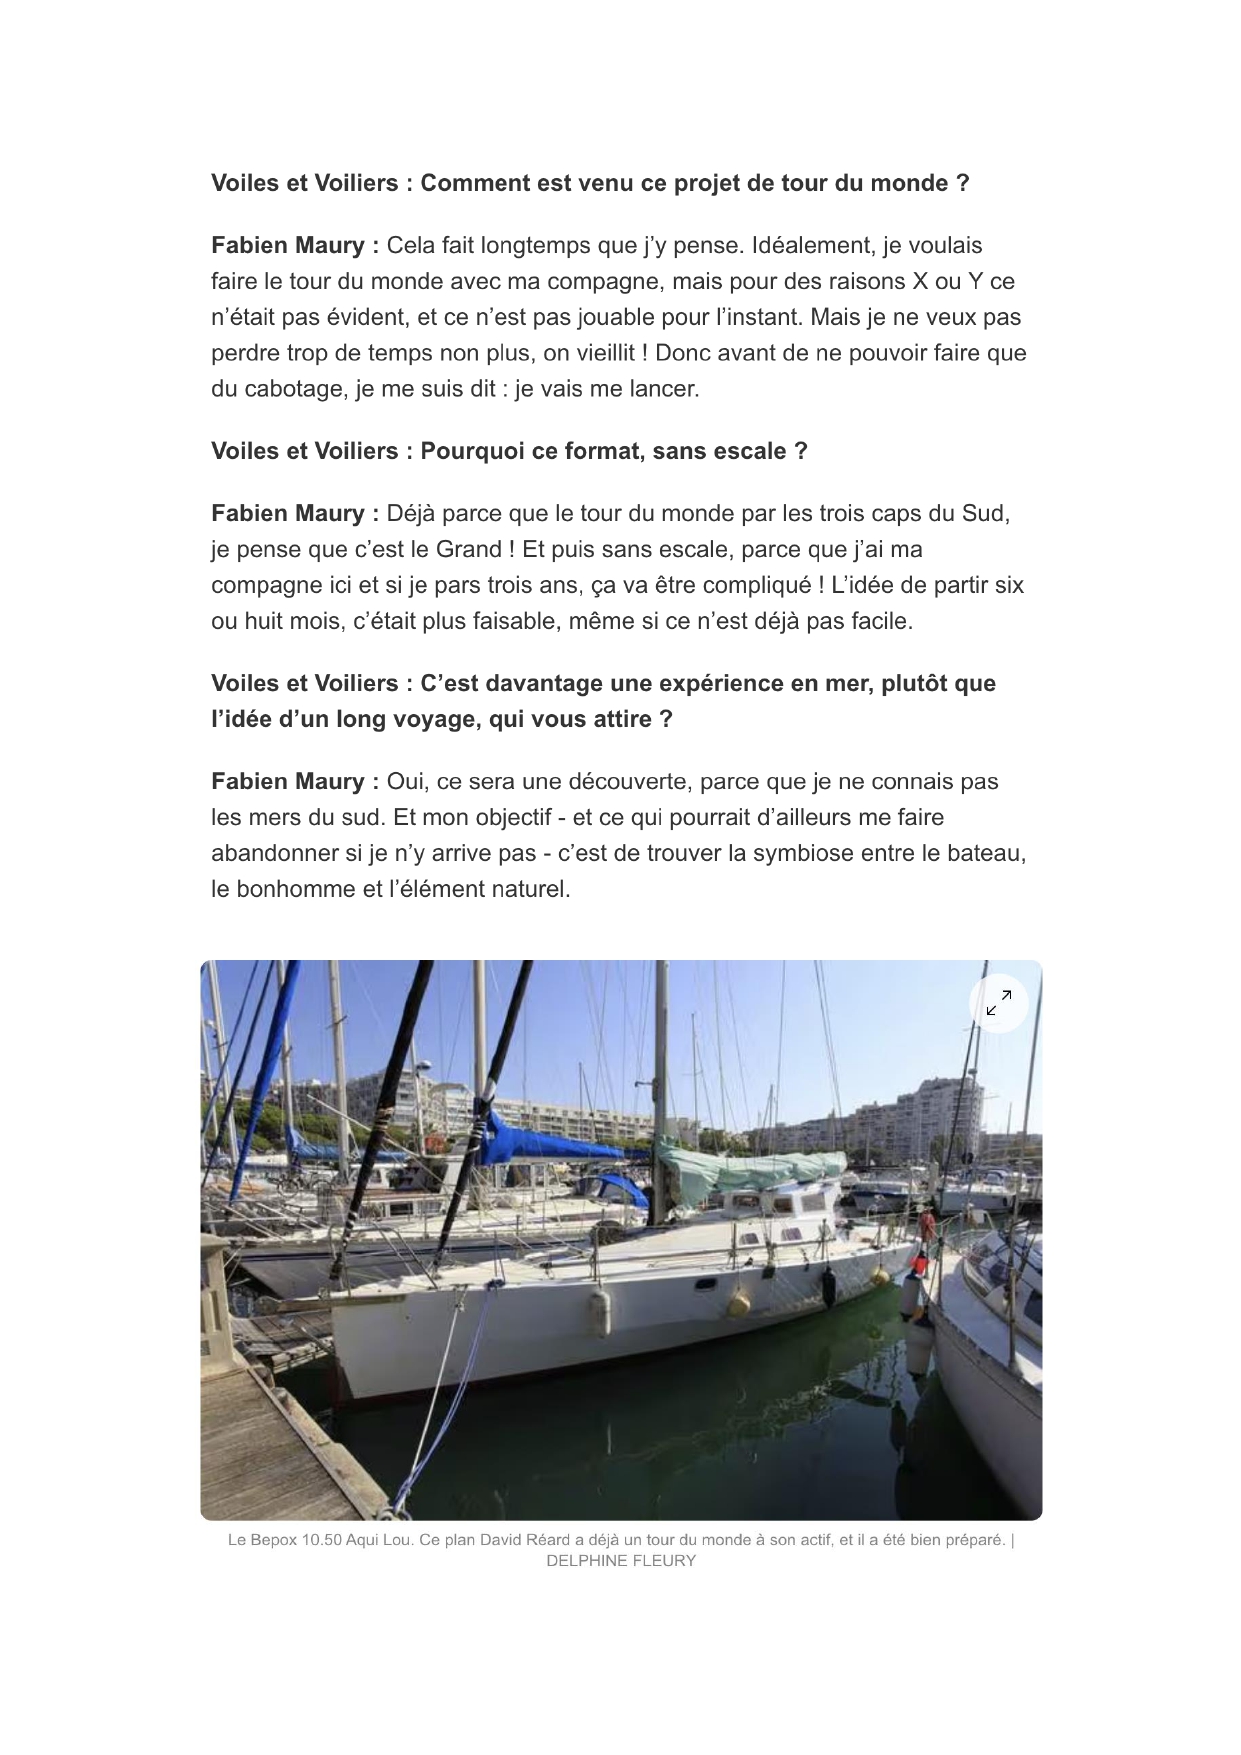 Voiles et Voiliers : Comment est venu ce projet de tour du monde ?
Fabien Maury : Cela fait longtemps que j’y pense. Idéalement, je voulais
faire le tour du monde avec ma compagne, mais pour des raisons X ou Y ce
n’était pas évident, et ce n’est pas jouable pour l’instant. Mais je ne veux pas
perdre trop de temps non plus, on vieillit ! Donc avant de ne pouvoir faire que
du cabotage, je me suis dit : je vais me lancer.
Voiles et Voiliers : Pourquoi ce format, sans escale ?
Fabien Maury : Déjà parce que le tour du monde par les trois caps du Sud,
je pense que c’est le Grand ! Et puis sans escale, parce que j’ai ma
compagne ici et si je pars trois ans, ça va être compliqué ! L’idée de partir six
ou huit mois, c’était plus faisable, même si ce n’est déjà pas facile.
Voiles et Voiliers : C’est davantage une expérience en mer, plutôt que
l’idée d’un long voyage, qui vous attire ?
Fabien Maury : Oui, ce sera une découverte, parce que je ne connais pas
les mers du sud. Et mon objectif - et ce qui pourrait d’ailleurs me faire
abandonner si je n’y arrive pas - c’est de trouver la symbiose entre le bateau,
le bonhomme et l’élément naturel.
Le Bepox 10.50 Aqui Lou. Ce plan David Réard a déjà un tour du monde à son actif, et il a été bien préparé. |
DELPHINE FLEURY